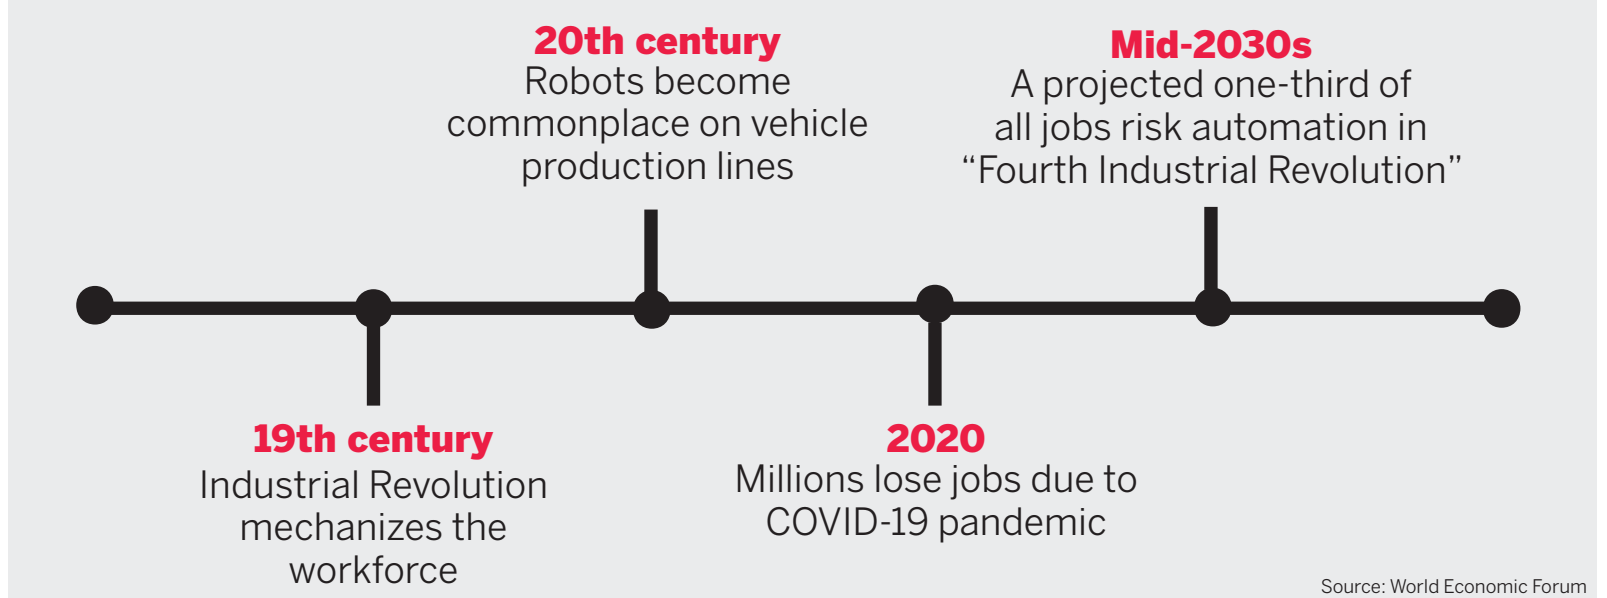 20th century
Robots become
commonplace on vehicle
production lines
Mid-2030s
A projected one-third of
all jobs risk automation in
“Fourth Industrial Revolution”
19th century
Industrial Revolution
mechanizes the
workforce
2020
Millions lose jobs due to
COVID-19 pandemic
Source: World Economic Forum